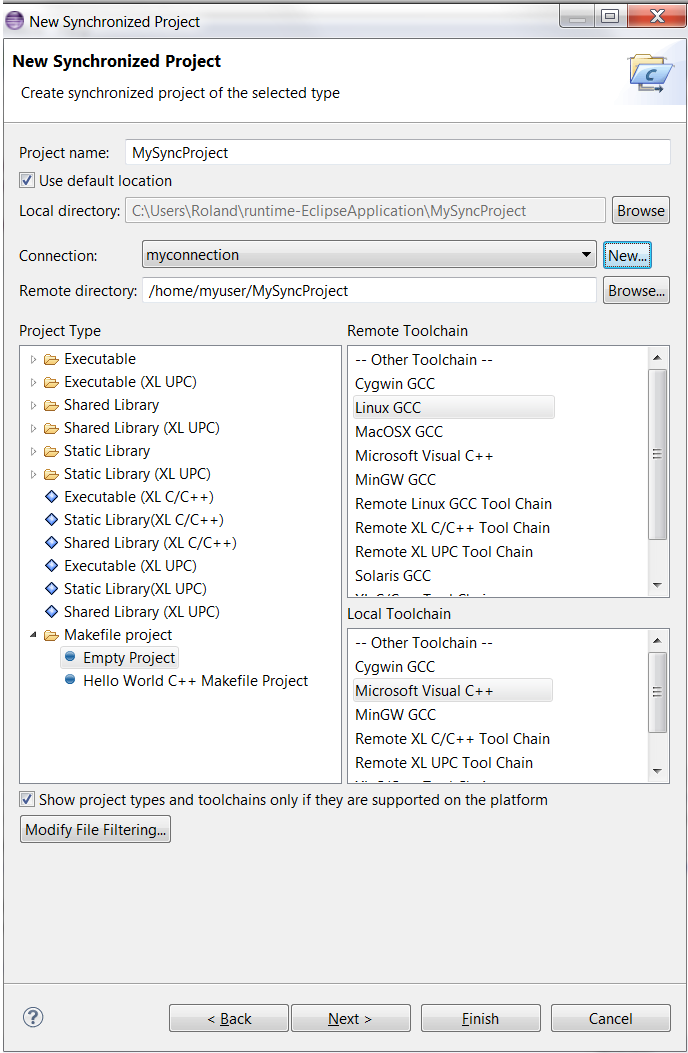 New Synchronized Project
New Synchronized Project
Create synchronized project of the selected type
Project name: MySyncProject
Use default location
Local directory: C:\Users\Roland\runtime-EclipseApplication\MySyncProject Browse
Connection: myconnection New...
Remote directory: /home/myuser/MySyncProject Browse...
Project Type
Executable
Executable (XL UPC)
Shared Library
Shared Library (XL UPC)
Static Library
Static Library (XL UPC)
Executable (XL C/C++)
Static Library(XL C/C++)
Shared Library (XL C/C++)
Executable (XL UPC)
Static Library(XL UPC)
Shared Library (XL UPC)
Makefile project
Empty Project
Hello World C++ Makefile Project
Remote Toolchain
-- Other Toolchain --
Cygwin GCC
Linux GCC
MacOSX GCC
Microsoft Visual C++
MinGW GCC
Remote Linux GCC Tool Chain
Remote XL C/C++ Tool Chain
Remote XL UPC Tool Chain
Solaris GCC
Local Toolchain
-- Other Toolchain --
Cygwin GCC
Microsoft Visual C++
MinGW GCC
Remote XL C/C++ Tool Chain
Remote XL UPC Tool Chain
Show project types and toolchains only if they are supported on the platform
Modify File Filtering...
? < Back Next > Finish Cancel